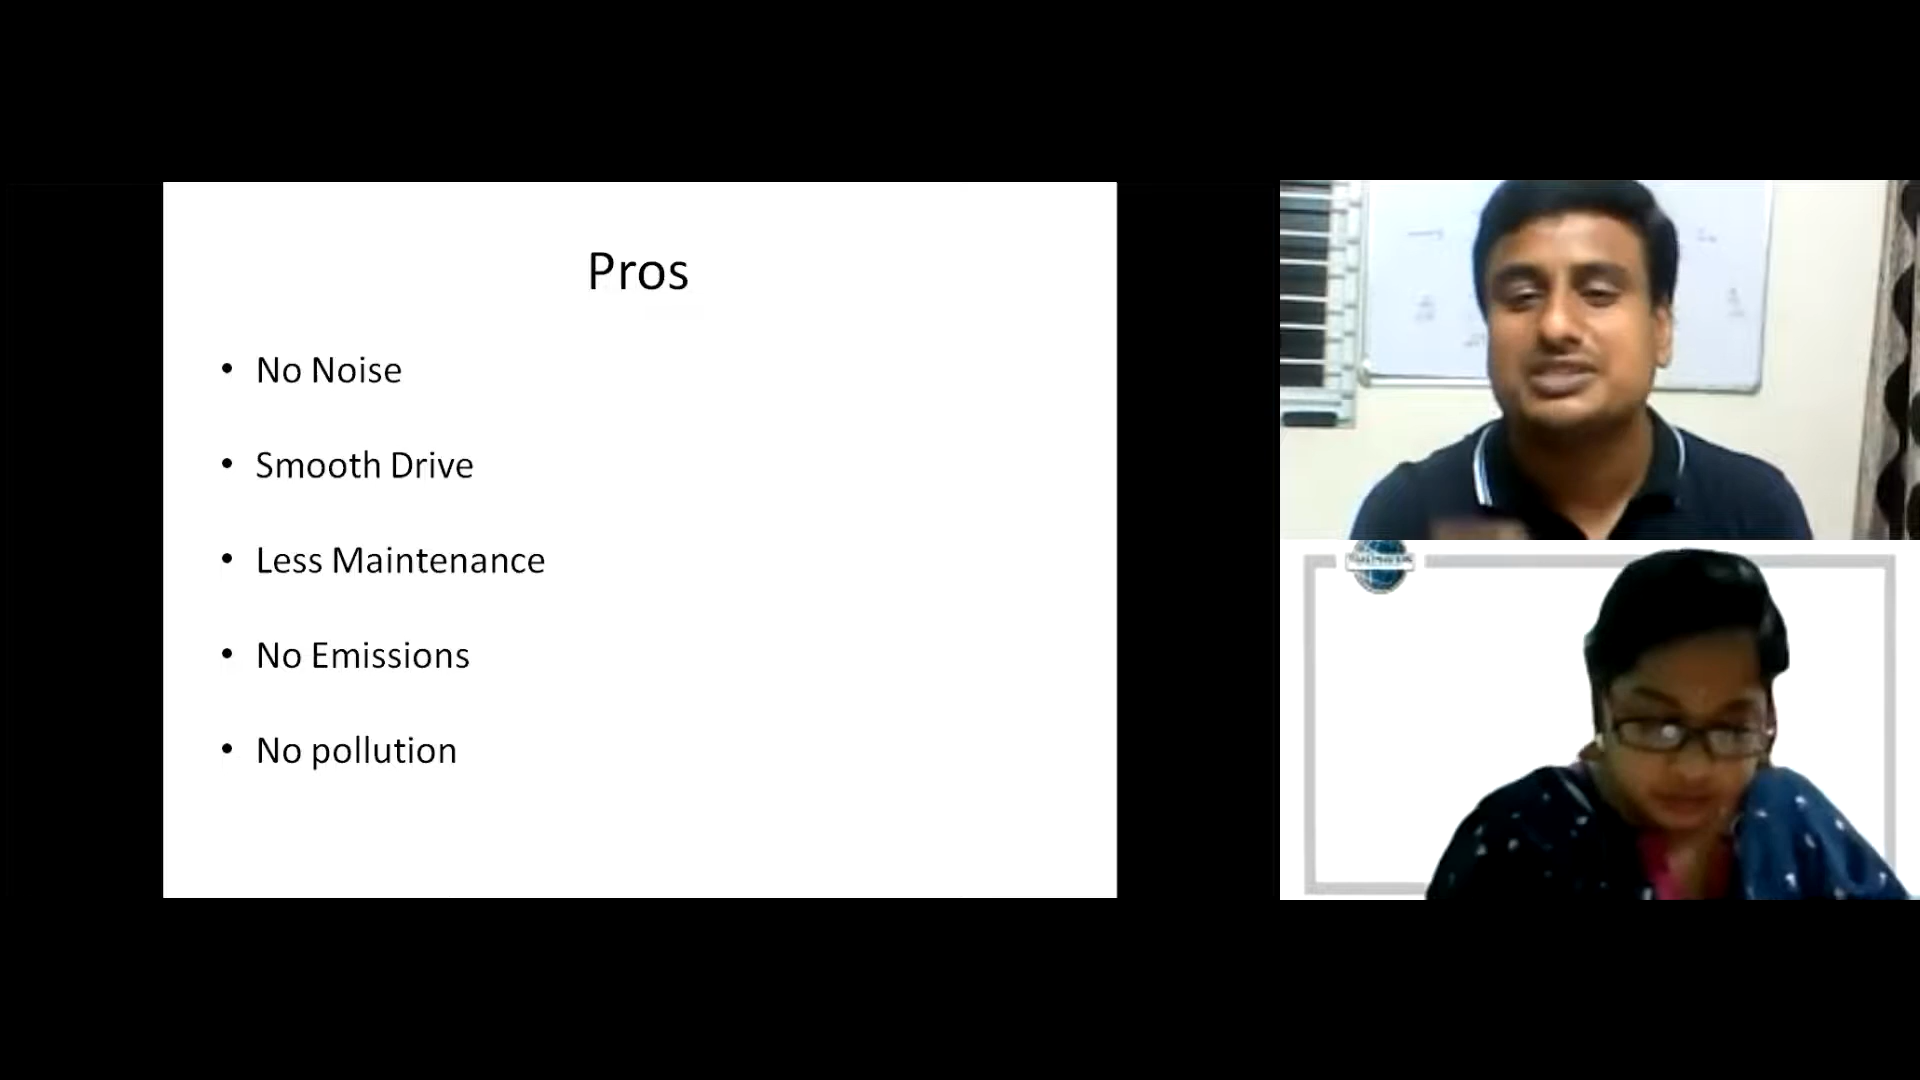 Pros
• No Noise
• Smooth Drive
• Less Maintenance
• No Emissions
• No pollution